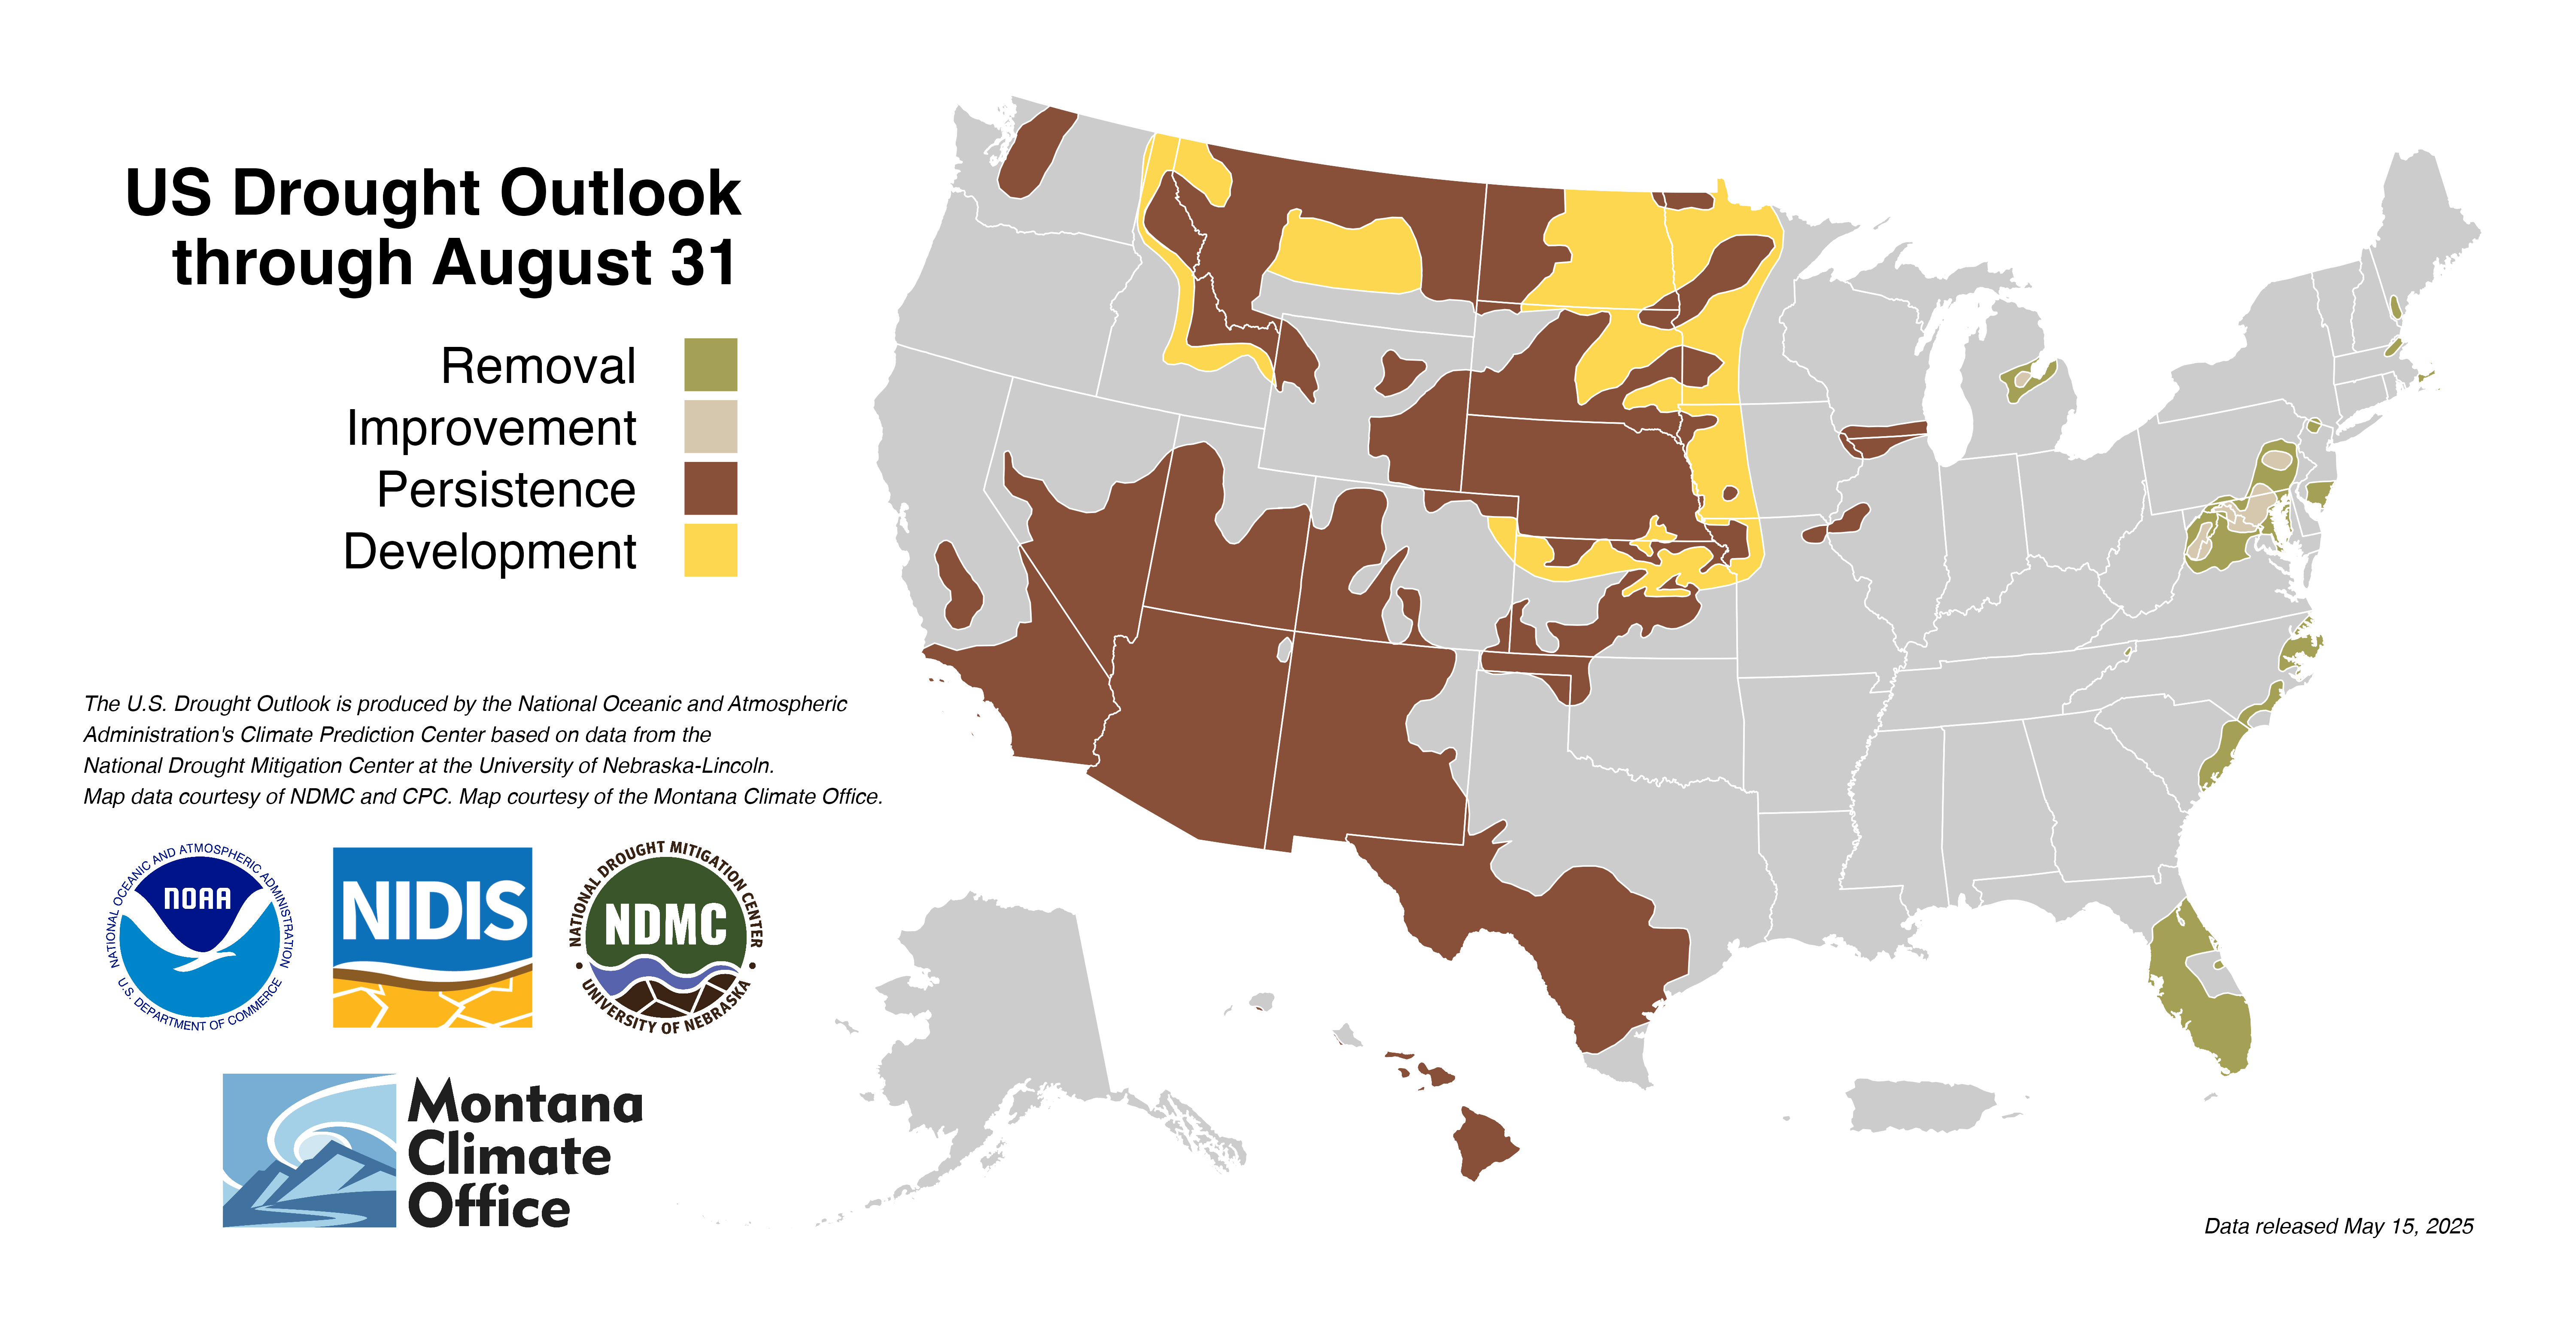 US Drought Outlook
through August 31
Removal
Improvement
Persistence
Development
The U.S. Drought Outlook is produced by the National Oceanic and Atmospheric
Administration's Climate Prediction Center based on data from the
National Drought Mitigation Center at the University of Nebraska-Lincoln.
Map data courtesy of NDMC and CPC. Map courtesy of the Montana Climate Office.
NATIONAL OCEANIC AND ATMOSPHERIC ADMINISTRATION
NOAA
U.S. DEPARTMENT OF COMMERCE
NIDIS
NATIONAL DROUGHT MITIGATION CENTER
NDMC
UNIVERSITY OF NEBRASKA
Montana
Climate
Office
Data released May 15, 2025